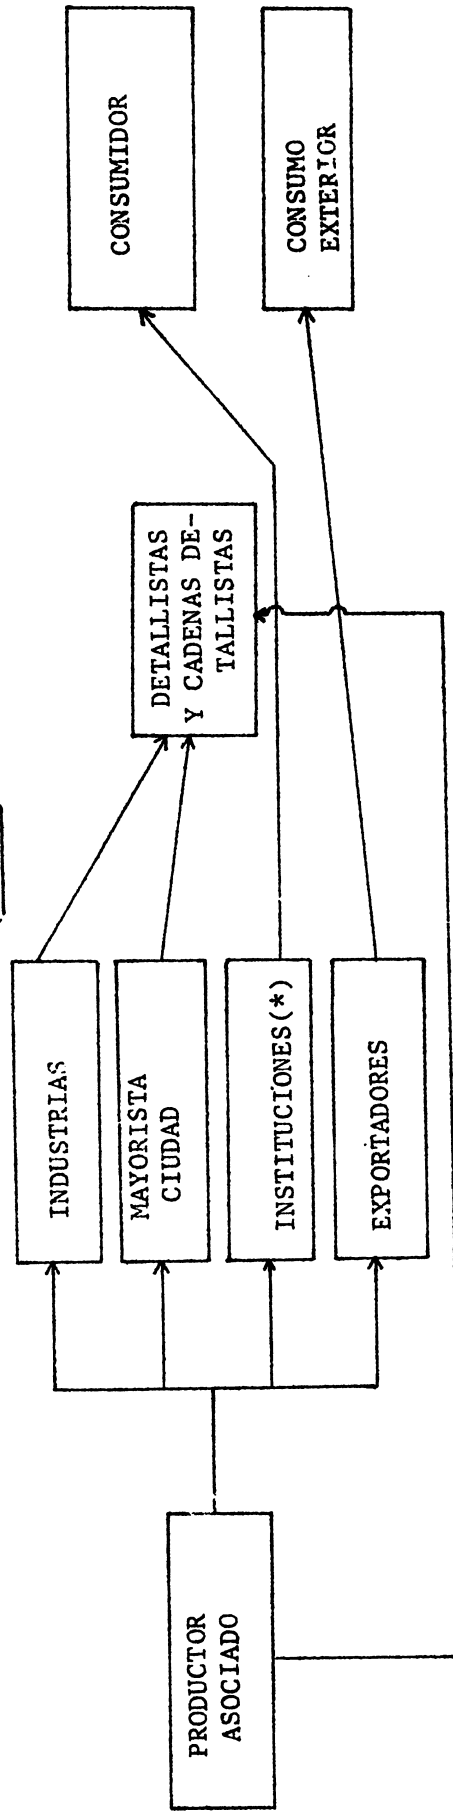 PRODUCTOR
ASOCIADO
INDUSTRIAS
MAYORISTA
CIUDAD
INSTITUCIONES(*)
EXPORTADORES
DETALLISTAS
Y CADENAS DE-
TALLISTAS
CONSUMIDOR
CONSUMO
EXTERIOR